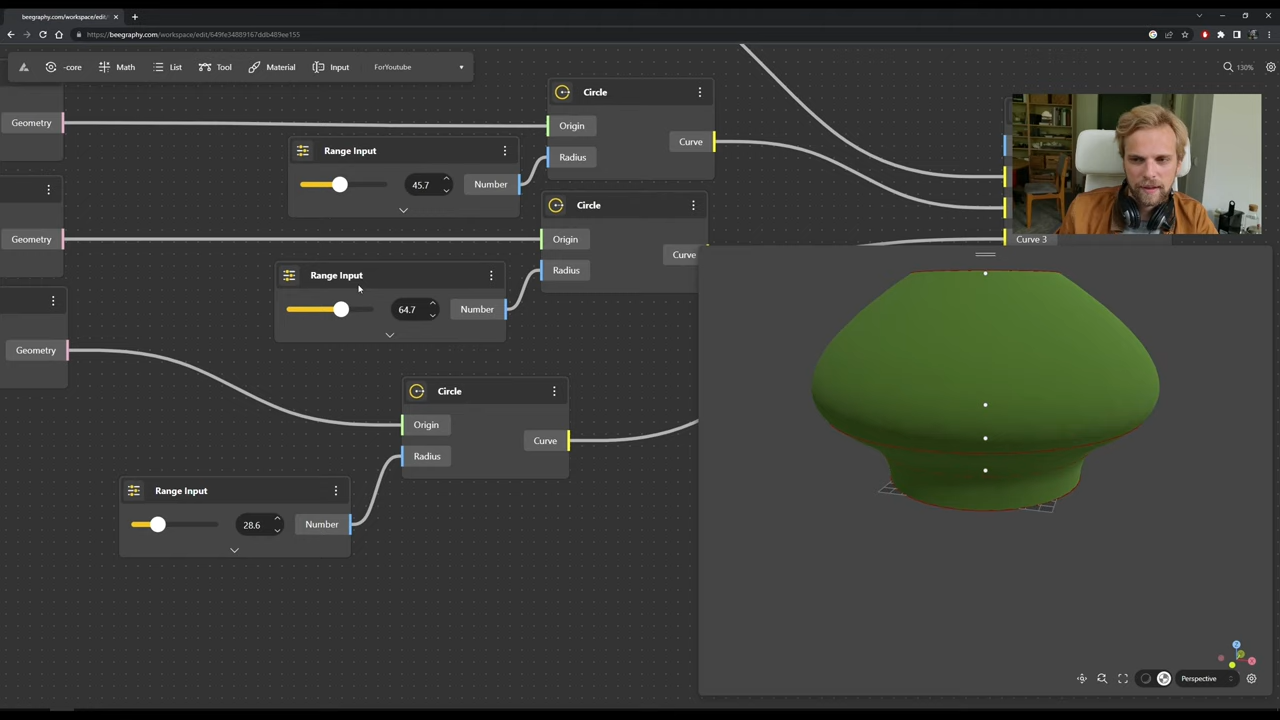 beegraphy.com/workspace/edit/
https://beegraphy.com/workspace/edit/649fe34889167ddb489ee155
-core
Math
List
Tool
Material
Input
ForYoutube
130%
Circle
Geometry
Origin
Range Input
Curve
Radius
45.7
Number
Circle
Geometry
Origin
Curve 3
Curve
Range Input
Radius
64.7
Number
Geometry
Circle
Origin
Curve
Radius
Range Input
28.6
Number
Perspective